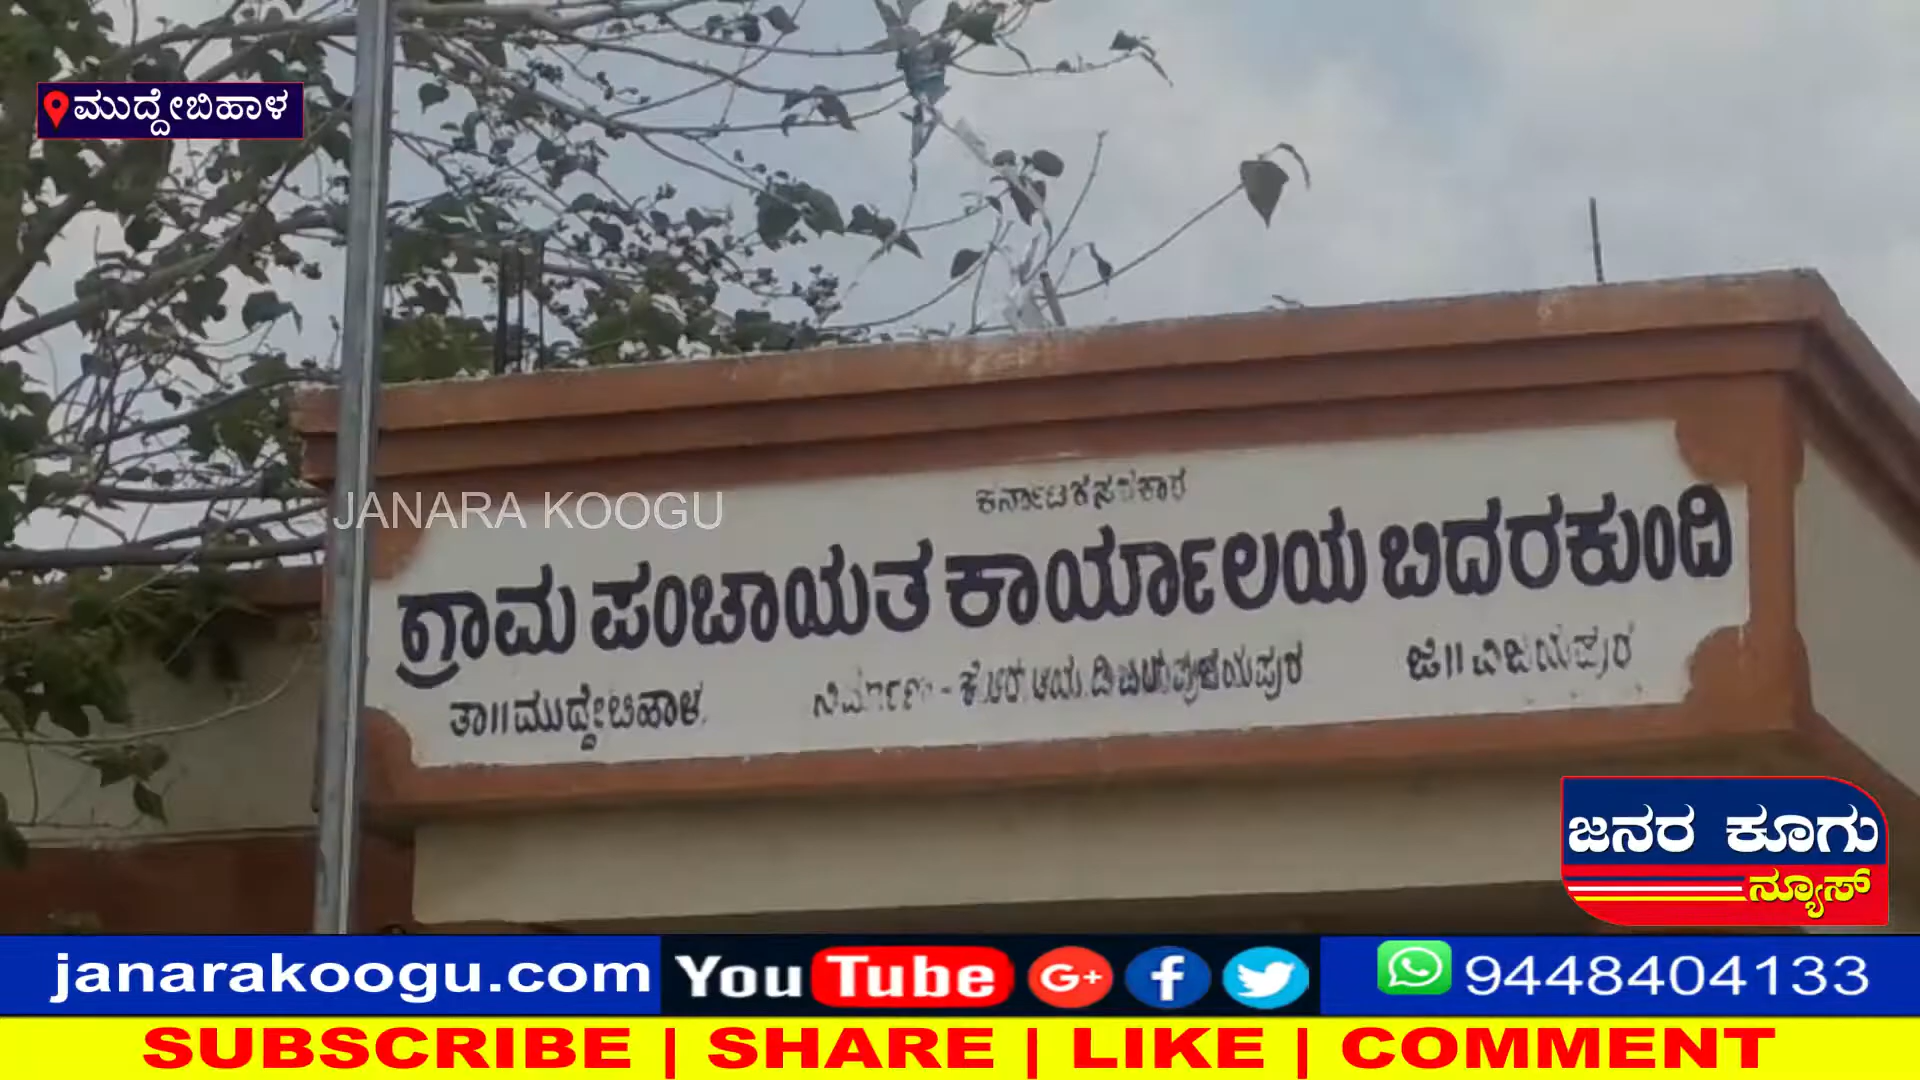 ಮುದ್ದೇಬಿಹಾಳ
ಕರ್ನಾಟಕ ಸರಕಾರ
JANARA KOOGU
ಗ್ರಾಮ ಪಂಚಾಯತ ಕಾರ್ಯಾಲಯ ಬಿದರಕುಂದಿ
ತಾ॥ ಮುದ್ದೇಬಿಹಾಳ. ನಿರ್ಮಾಣ - ಜಿ॥ ವಿಜಯಪುರ
ಜನರ ಕೂಗು
ನ್ಯೂಸ್
janarakoogu.com YouTube G+ f 9448404133
SUBSCRIBE | SHARE | LIKE | COMMENT